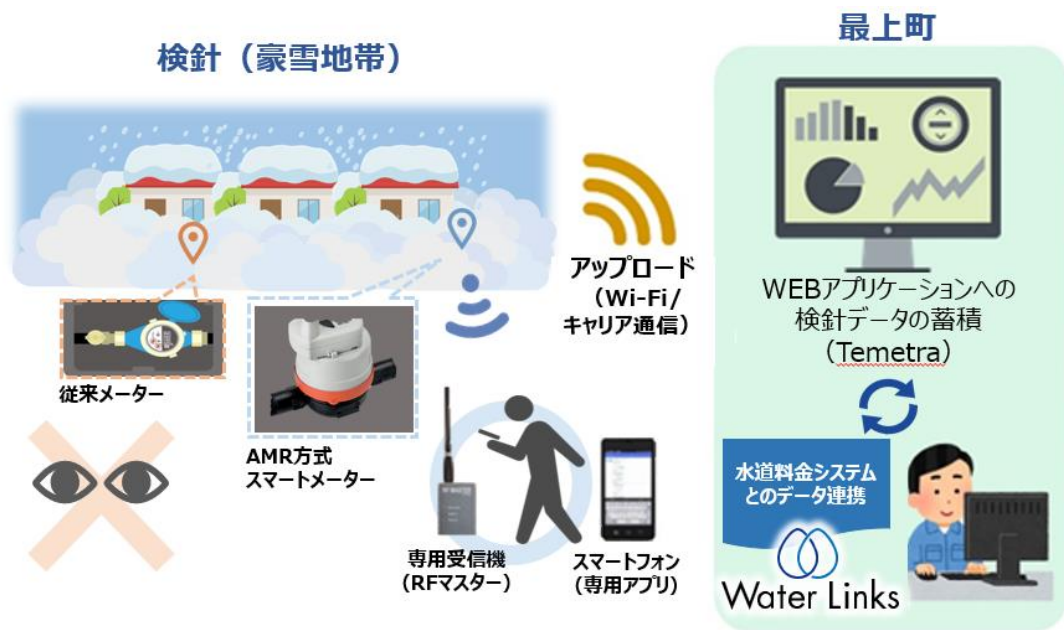 検針（豪雪地帯）
従来メーター
AMR方式
スマートメーター
専用受信機
(RFマスター)
スマートフォン
(専用アプリ)
アップロード
（Wi-Fi/
キャリア通信）
最上町
WEBアプリケーションへの
検針データの蓄積
（Temetra）
水道料金システム
とのデータ連携
Water Links